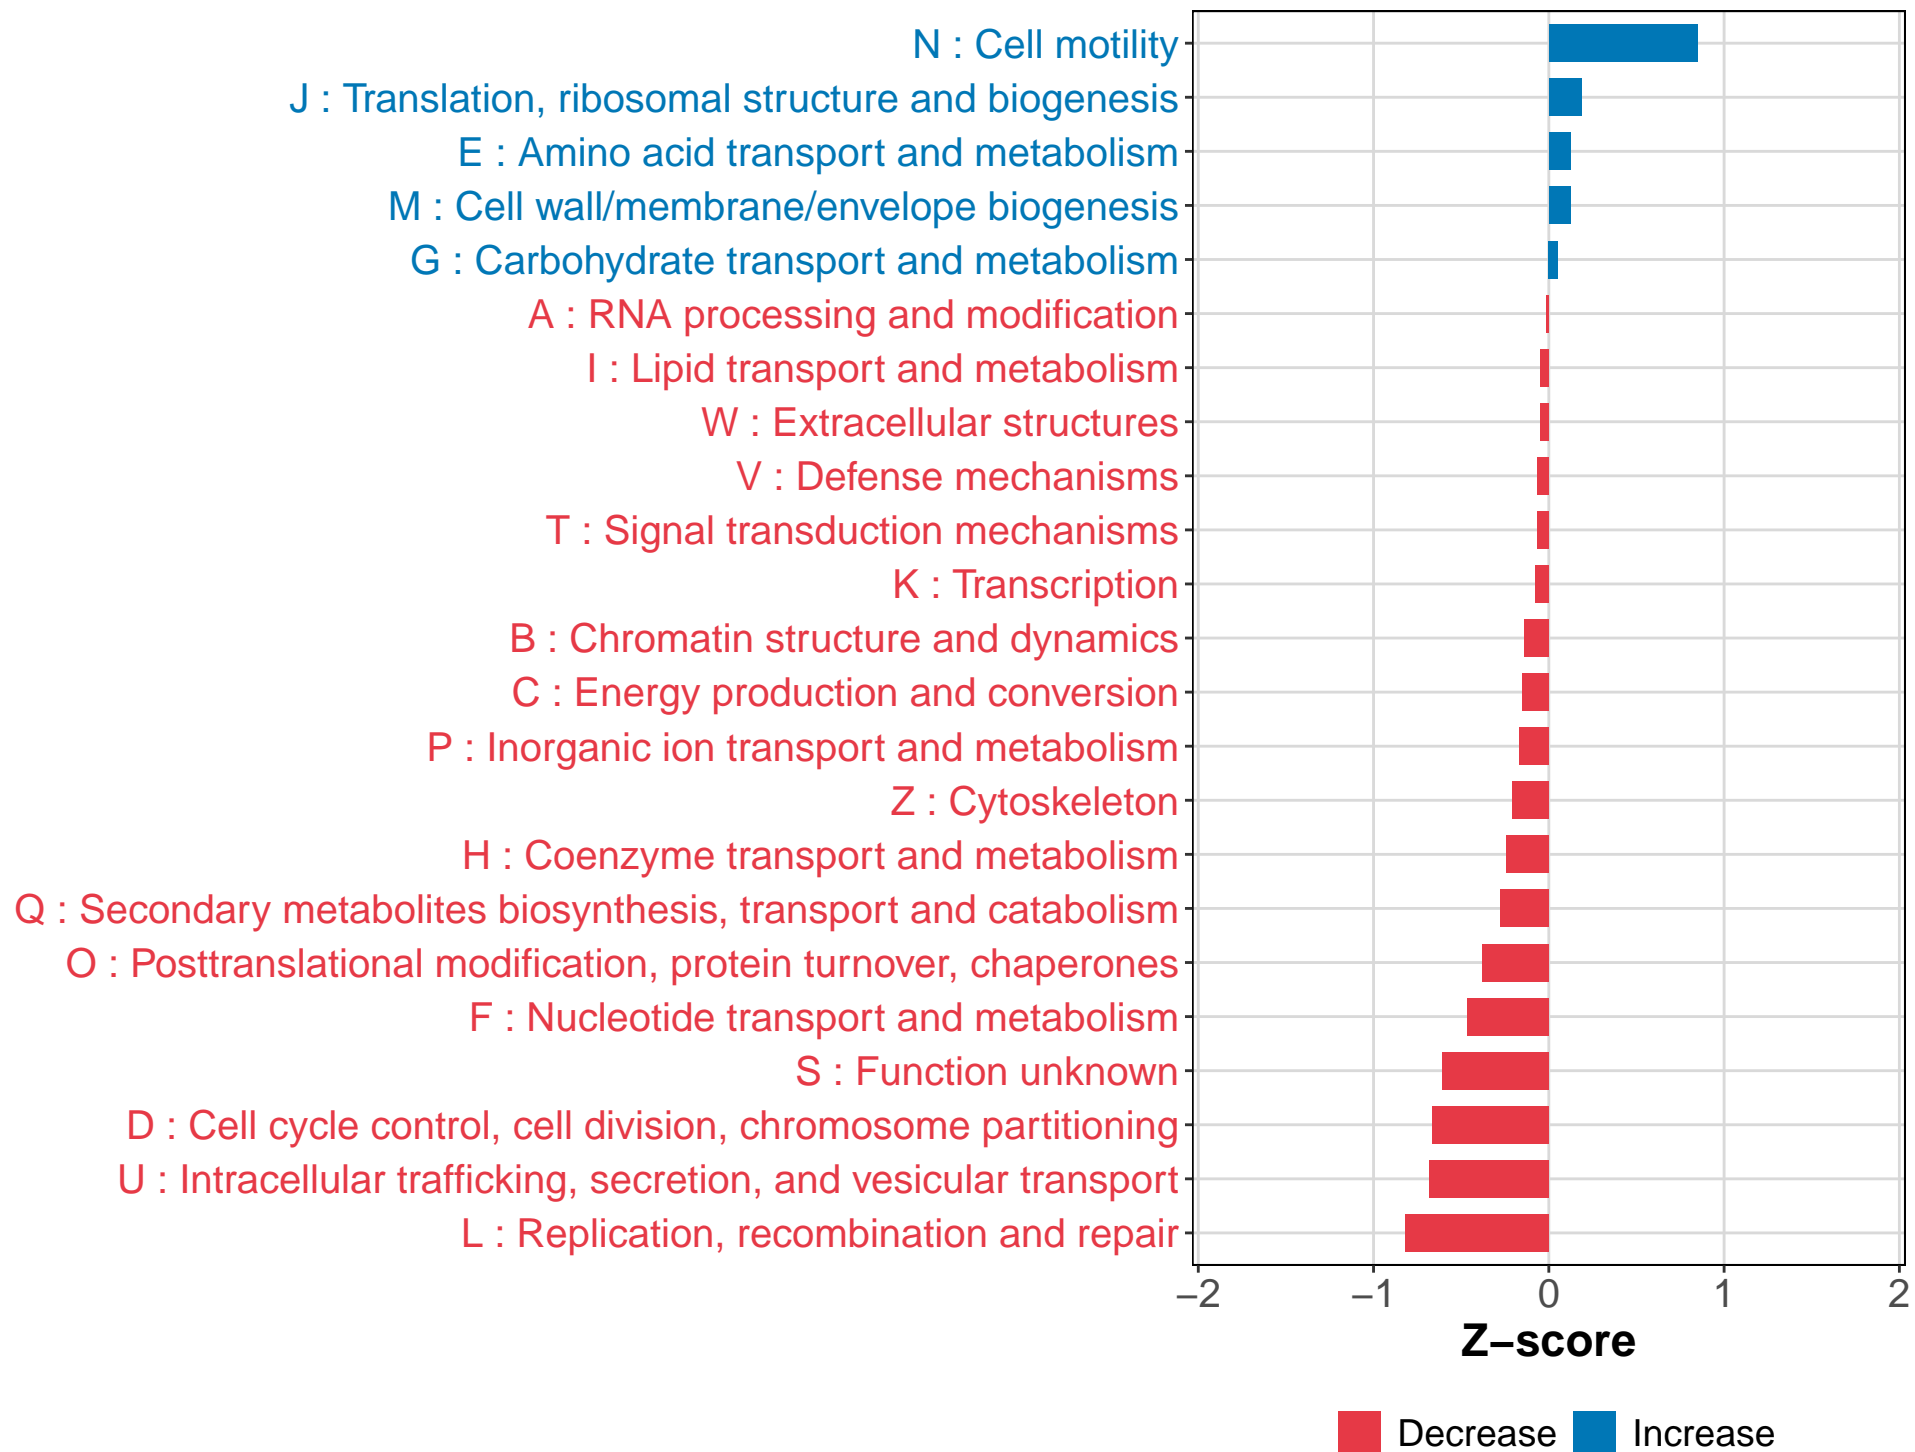 N : Cell motility
J : Translation, ribosomal structure and biogenesis
E : Amino acid transport and metabolism
M : Cell wall/membrane/envelope biogenesis
G : Carbohydrate transport and metabolism
A : RNA processing and modification
I : Lipid transport and metabolism
W : Extracellular structures
V : Defense mechanisms
T : Signal transduction mechanisms
K : Transcription
B : Chromatin structure and dynamics
C : Energy production and conversion
P : Inorganic ion transport and metabolism
Z : Cytoskeleton
H : Coenzyme transport and metabolism
Q : Secondary metabolites biosynthesis, transport and catabolism
O : Posttranslational modification, protein turnover, chaperones
F : Nucleotide transport and metabolism
S : Function unknown
D : Cell cycle control, cell division, chromosome partitioning
U : Intracellular trafficking, secretion, and vesicular transport
L : Replication, recombination and repair
−2 −1 0 1 2
Z−score
Decrease Increase